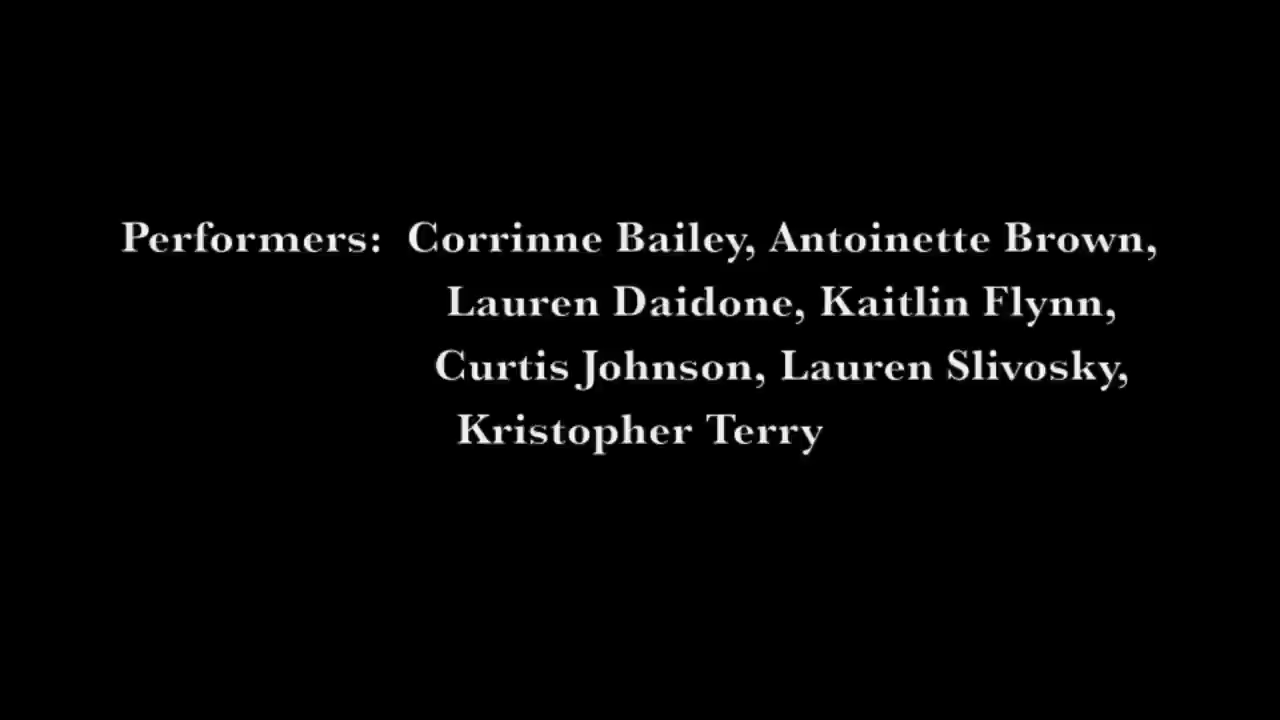 Performers: Corrinne Bailey, Antoinette Brown,
Lauren Daidone, Kaitlin Flynn,
Curtis Johnson, Lauren Slivosky,
Kristopher Terry